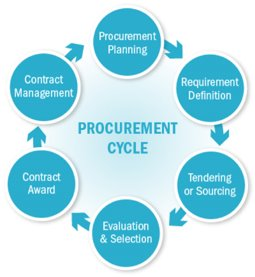 Procurement
Planning
Requirement
Definition
Tendering
or Sourcing
Evaluation
& Selection
Contract
Award
Contract
Management
PROCUREMENT
CYCLE